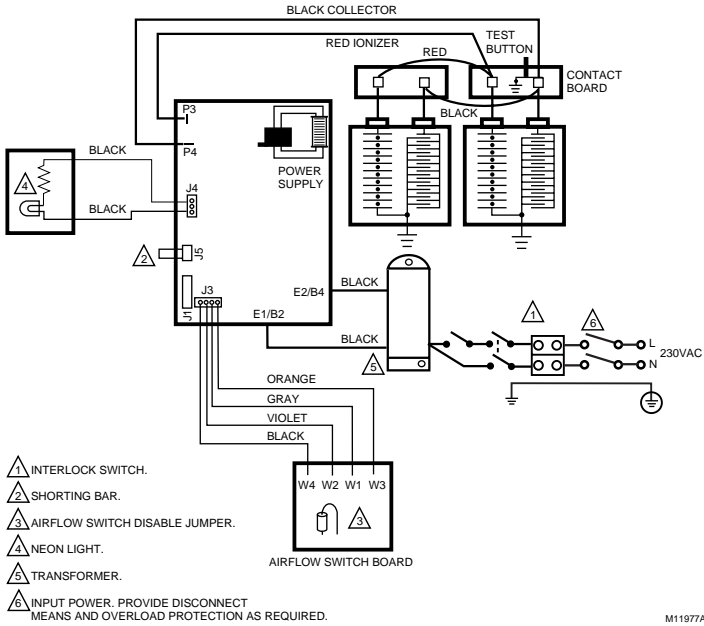 BLACK COLLECTOR
RED IONIZER
RED
TEST
BUTTON
CONTACT
BOARD
BLACK
P3
P4
POWER
SUPPLY
BLACK
4
J4
BLACK
2
J5
J1
J3
E2/B4
E1/B2
BLACK
BLACK
5
1
6
L
N
230VAC
ORANGE
GRAY
VIOLET
BLACK
W4 W2 W1 W3
3
AIRFLOW SWITCH BOARD
1 INTERLOCK SWITCH.
2 SHORTING BAR.
3 AIRFLOW SWITCH DISABLE JUMPER.
4 NEON LIGHT.
5 TRANSFORMER.
6 INPUT POWER. PROVIDE DISCONNECT
MEANS AND OVERLOAD PROTECTION AS REQUIRED.
M11977A